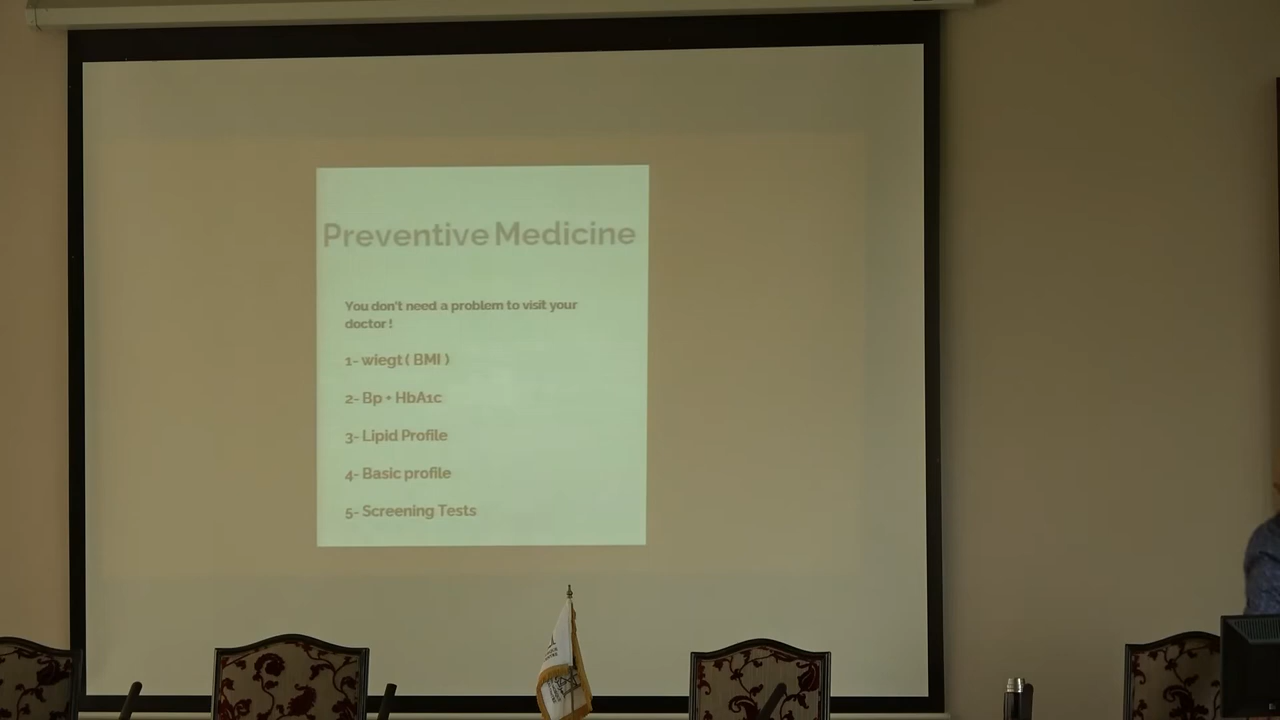 Preventive Medicine
You don't need a problem to visit your
doctor !
1- wiegt ( BMI )
2- Bp + HbA1c
3- Lipid Profile
4- Basic profile
5- Screening Tests